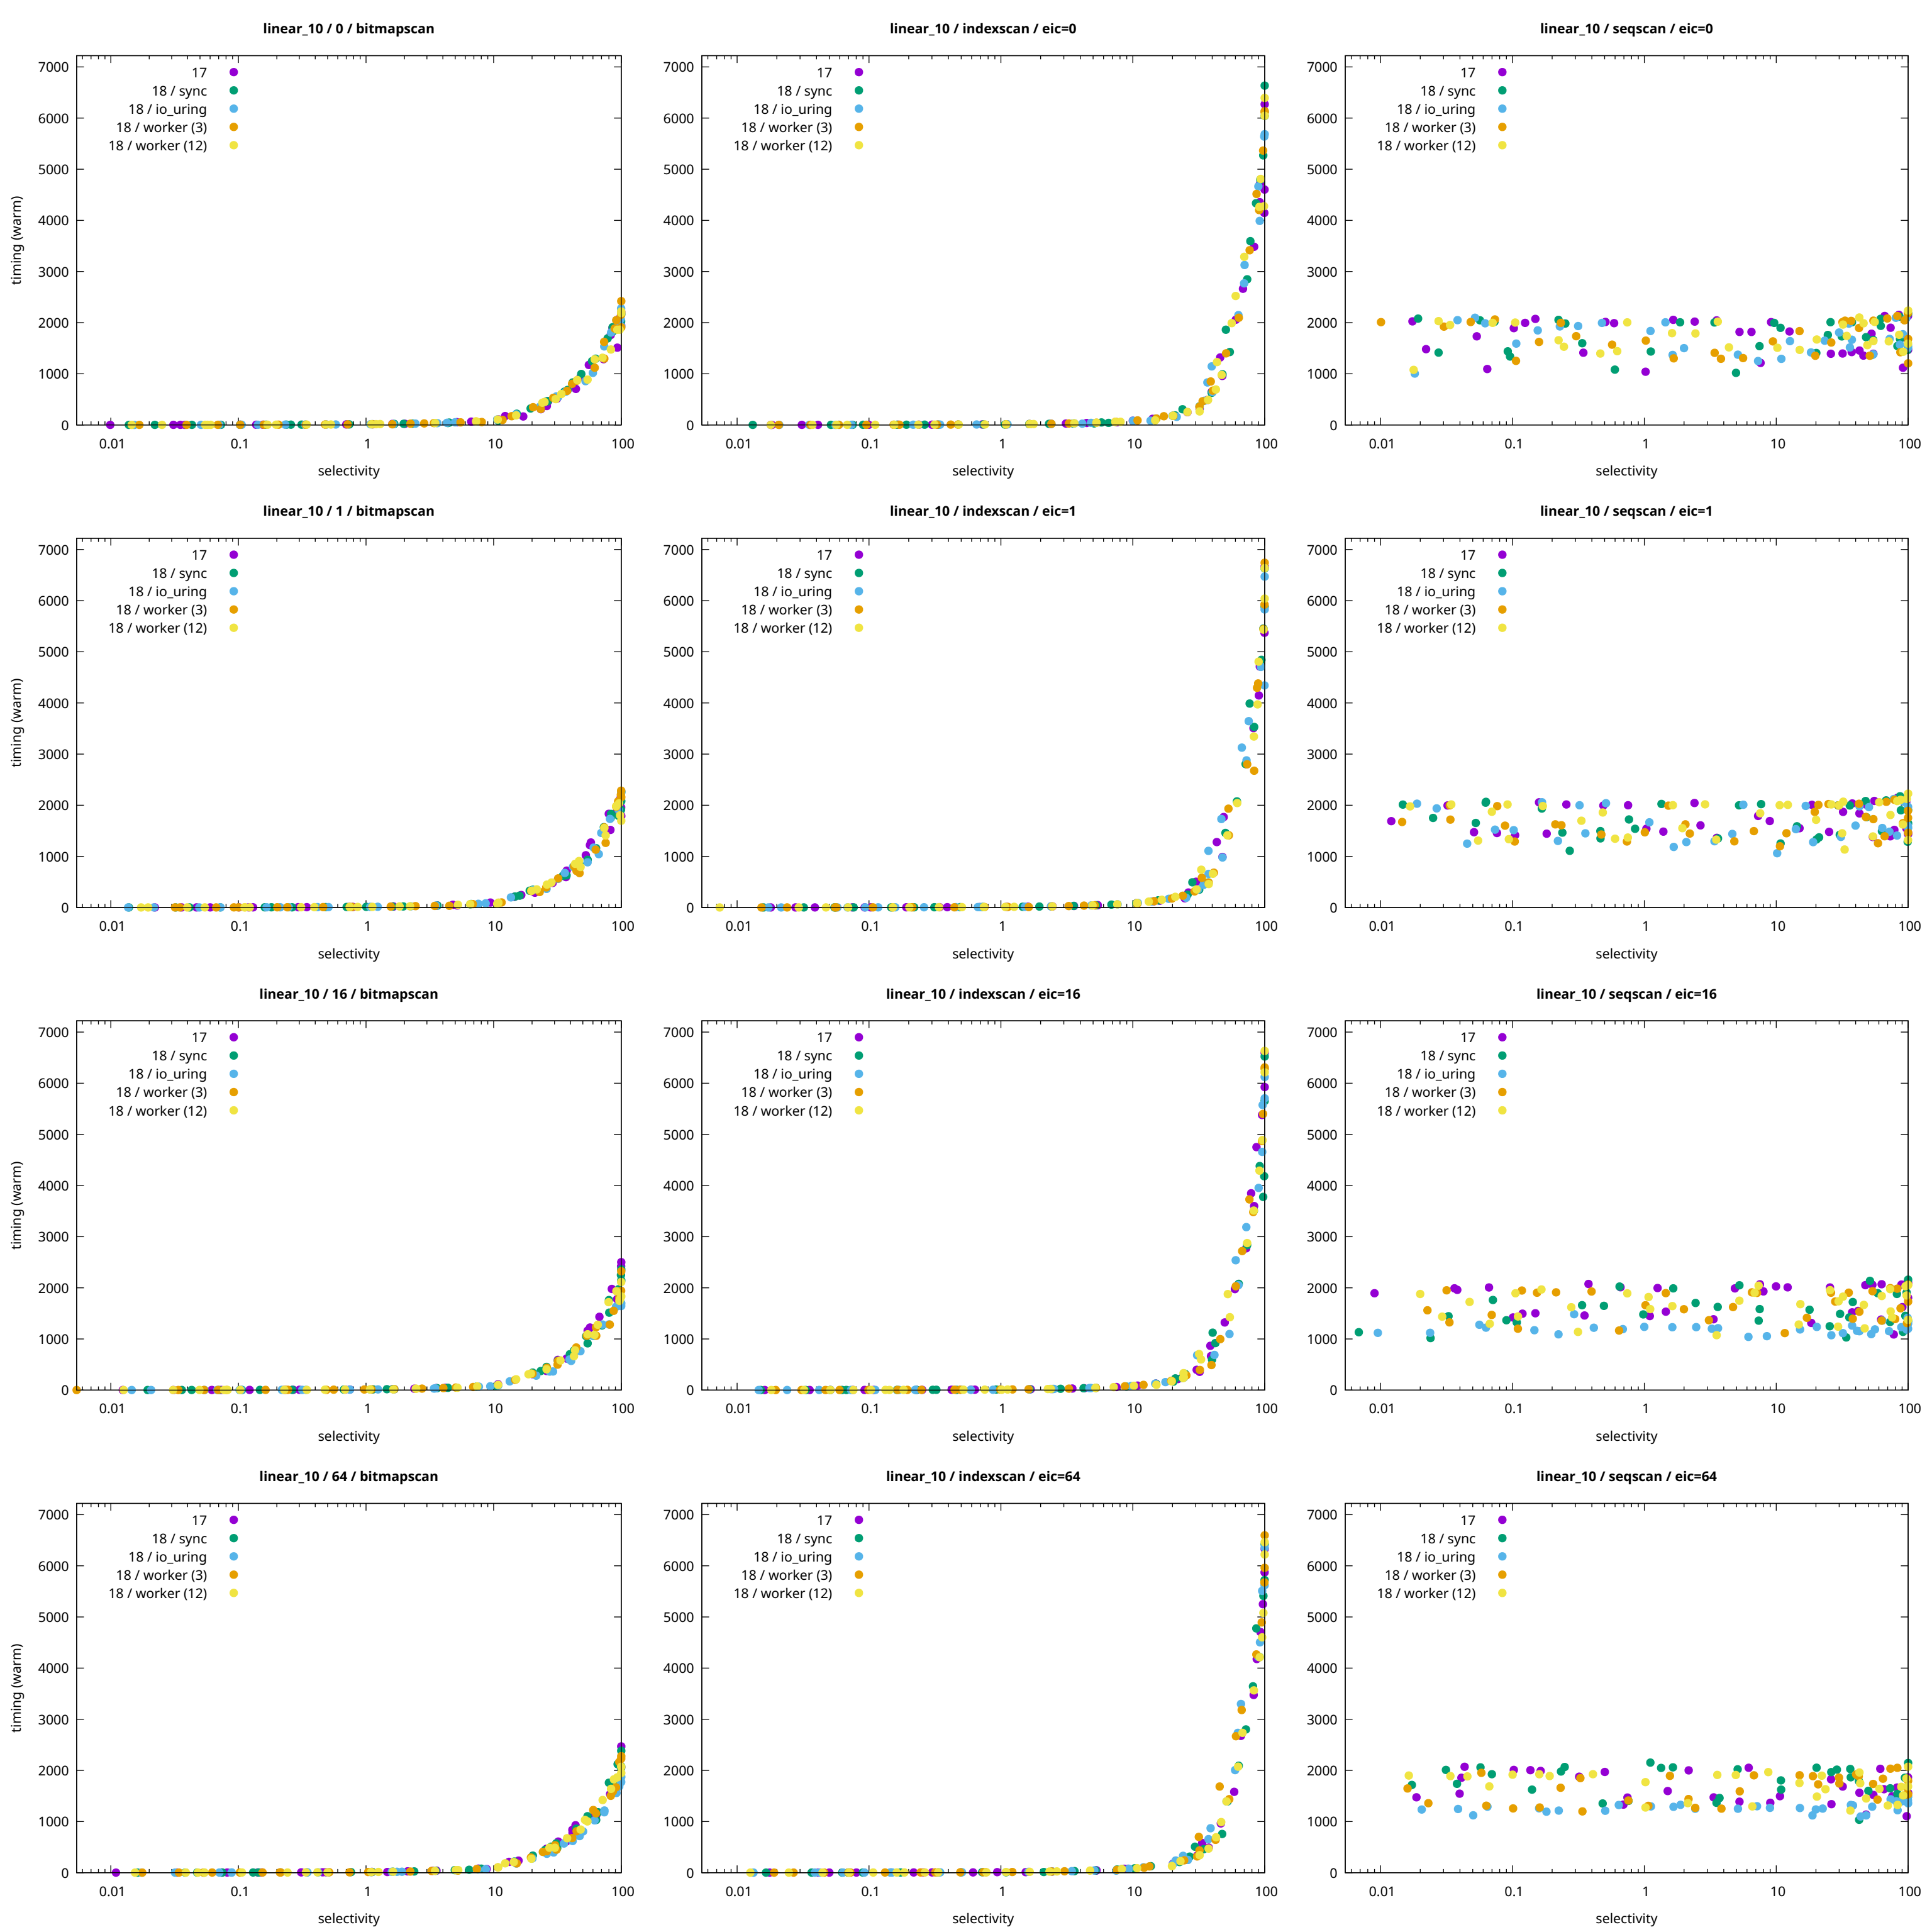 linear_10 / 0 / bitmapscan
7000
6000
5000
4000
3000
2000
1000
0
0.01
0.1
1
10
100
timing (warm)
selectivity
17
18 / sync
18 / io_uring
18 / worker (3)
18 / worker (12)
linear_10 / indexscan / eic=0
7000
6000
5000
4000
3000
2000
1000
0
0.01
0.1
1
10
100
selectivity
17
18 / sync
18 / io_uring
18 / worker (3)
18 / worker (12)
linear_10 / seqscan / eic=0
7000
6000
5000
4000
3000
2000
1000
0
0.01
0.1
1
10
100
selectivity
17
18 / sync
18 / io_uring
18 / worker (3)
18 / worker (12)
linear_10 / 1 / bitmapscan
7000
6000
5000
4000
3000
2000
1000
0
0.01
0.1
1
10
100
timing (warm)
selectivity
17
18 / sync
18 / io_uring
18 / worker (3)
18 / worker (12)
linear_10 / indexscan / eic=1
7000
6000
5000
4000
3000
2000
1000
0
0.01
0.1
1
10
100
selectivity
17
18 / sync
18 / io_uring
18 / worker (3)
18 / worker (12)
linear_10 / seqscan / eic=1
7000
6000
5000
4000
3000
2000
1000
0
0.01
0.1
1
10
100
selectivity
17
18 / sync
18 / io_uring
18 / worker (3)
18 / worker (12)
linear_10 / 16 / bitmapscan
7000
6000
5000
4000
3000
2000
1000
0
0.01
0.1
1
10
100
timing (warm)
selectivity
17
18 / sync
18 / io_uring
18 / worker (3)
18 / worker (12)
linear_10 / indexscan / eic=16
7000
6000
5000
4000
3000
2000
1000
0
0.01
0.1
1
10
100
selectivity
17
18 / sync
18 / io_uring
18 / worker (3)
18 / worker (12)
linear_10 / seqscan / eic=16
7000
6000
5000
4000
3000
2000
1000
0
0.01
0.1
1
10
100
selectivity
17
18 / sync
18 / io_uring
18 / worker (3)
18 / worker (12)
linear_10 / 64 / bitmapscan
7000
6000
5000
4000
3000
2000
1000
0
0.01
0.1
1
10
100
timing (warm)
selectivity
17
18 / sync
18 / io_uring
18 / worker (3)
18 / worker (12)
linear_10 / indexscan / eic=64
7000
6000
5000
4000
3000
2000
1000
0
0.01
0.1
1
10
100
selectivity
17
18 / sync
18 / io_uring
18 / worker (3)
18 / worker (12)
linear_10 / seqscan / eic=64
7000
6000
5000
4000
3000
2000
1000
0
0.01
0.1
1
10
100
selectivity
17
18 / sync
18 / io_uring
18 / worker (3)
18 / worker (12)